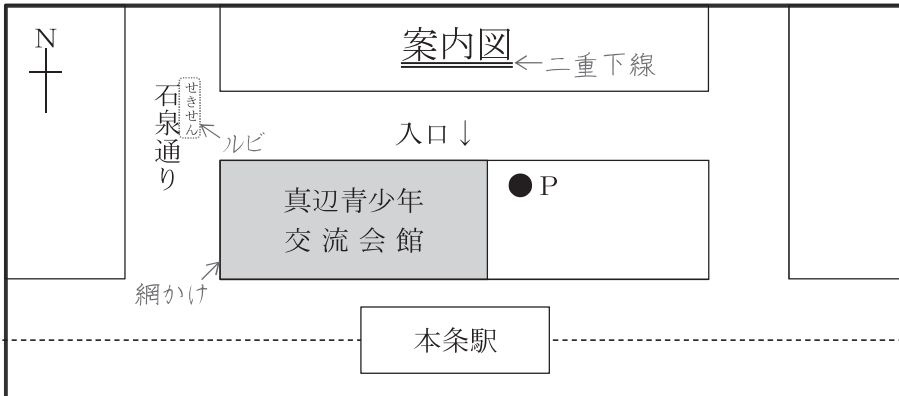 N
案内図
←二重下線
せきせん
石泉通り
ルビ
入口↓
P
真辺青少年
交流会館
網かけ
本条駅